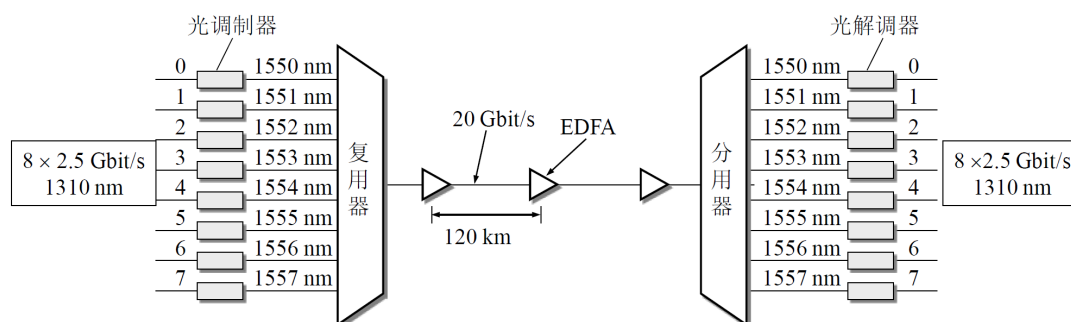 光调制器
光解调器
0 1550 nm
1 1551 nm
2 1552 nm
3 1553 nm
4 1554 nm
5 1555 nm
6 1556 nm
7 1557 nm
8 × 2.5 Gbit/s
1310 nm
复用器
20 Gbit/s
EDFA
120 km
分用器
1550 nm 0
1551 nm 1
1552 nm 2
1553 nm 3
1554 nm 4
1555 nm 5
1556 nm 6
1557 nm 7
8 ×2.5 Gbit/s
1310 nm